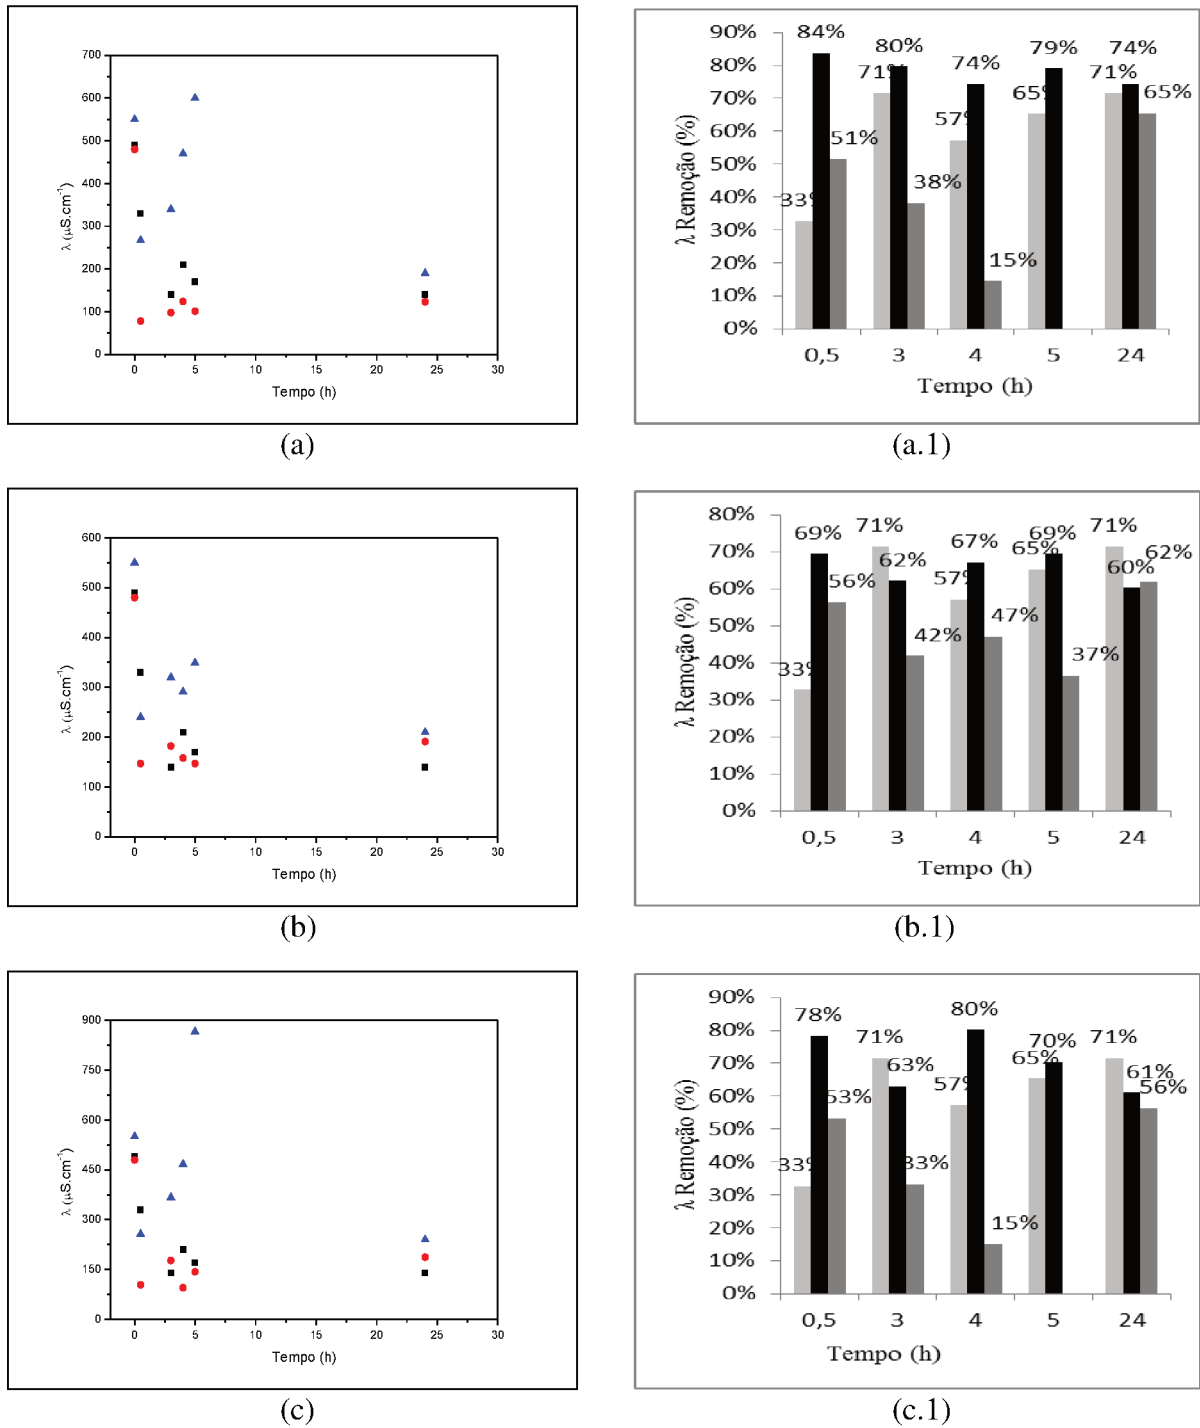 700
600
500
400
300
200
100
0
λ (µS.cm⁻¹)
0 5 10 15 20 25 30
Tempo (h)
(a)
90%
80%
70%
60%
50%
40%
30%
20%
10%
0%
λ Remoção (%)
33% 84% 51%
71% 80% 38%
57% 74% 15%
65% 79%
71% 74% 65%
0,5 3 4 5 24
Tempo (h)
(a.1)
600
500
400
300
200
100
0
λ (µS.cm⁻¹)
0 5 10 15 20 25 30
Tempo (h)
(b)
80%
70%
60%
50%
40%
30%
20%
10%
0%
λ Remoção (%)
33% 69% 56%
71% 62% 42%
57% 67% 47%
65% 69% 37%
71% 60% 62%
0,5 3 4 5 24
Tempo (h)
(b.1)
900
750
600
450
300
150
0
λ (µS.cm⁻¹)
0 5 10 15 20 25 30
Tempo (h)
(c)
90%
80%
70%
60%
50%
40%
30%
20%
10%
0%
λ Remoção (%)
33% 78% 53%
71% 63% 33%
57% 80% 15%
65% 70%
71% 61% 56%
0,5 3 4 5 24
Tempo (h)
(c.1)